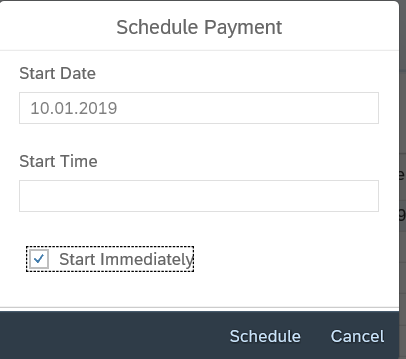 Schedule Payment
Start Date
10.01.2019
Start Time
Start Immediately
Schedule Cancel